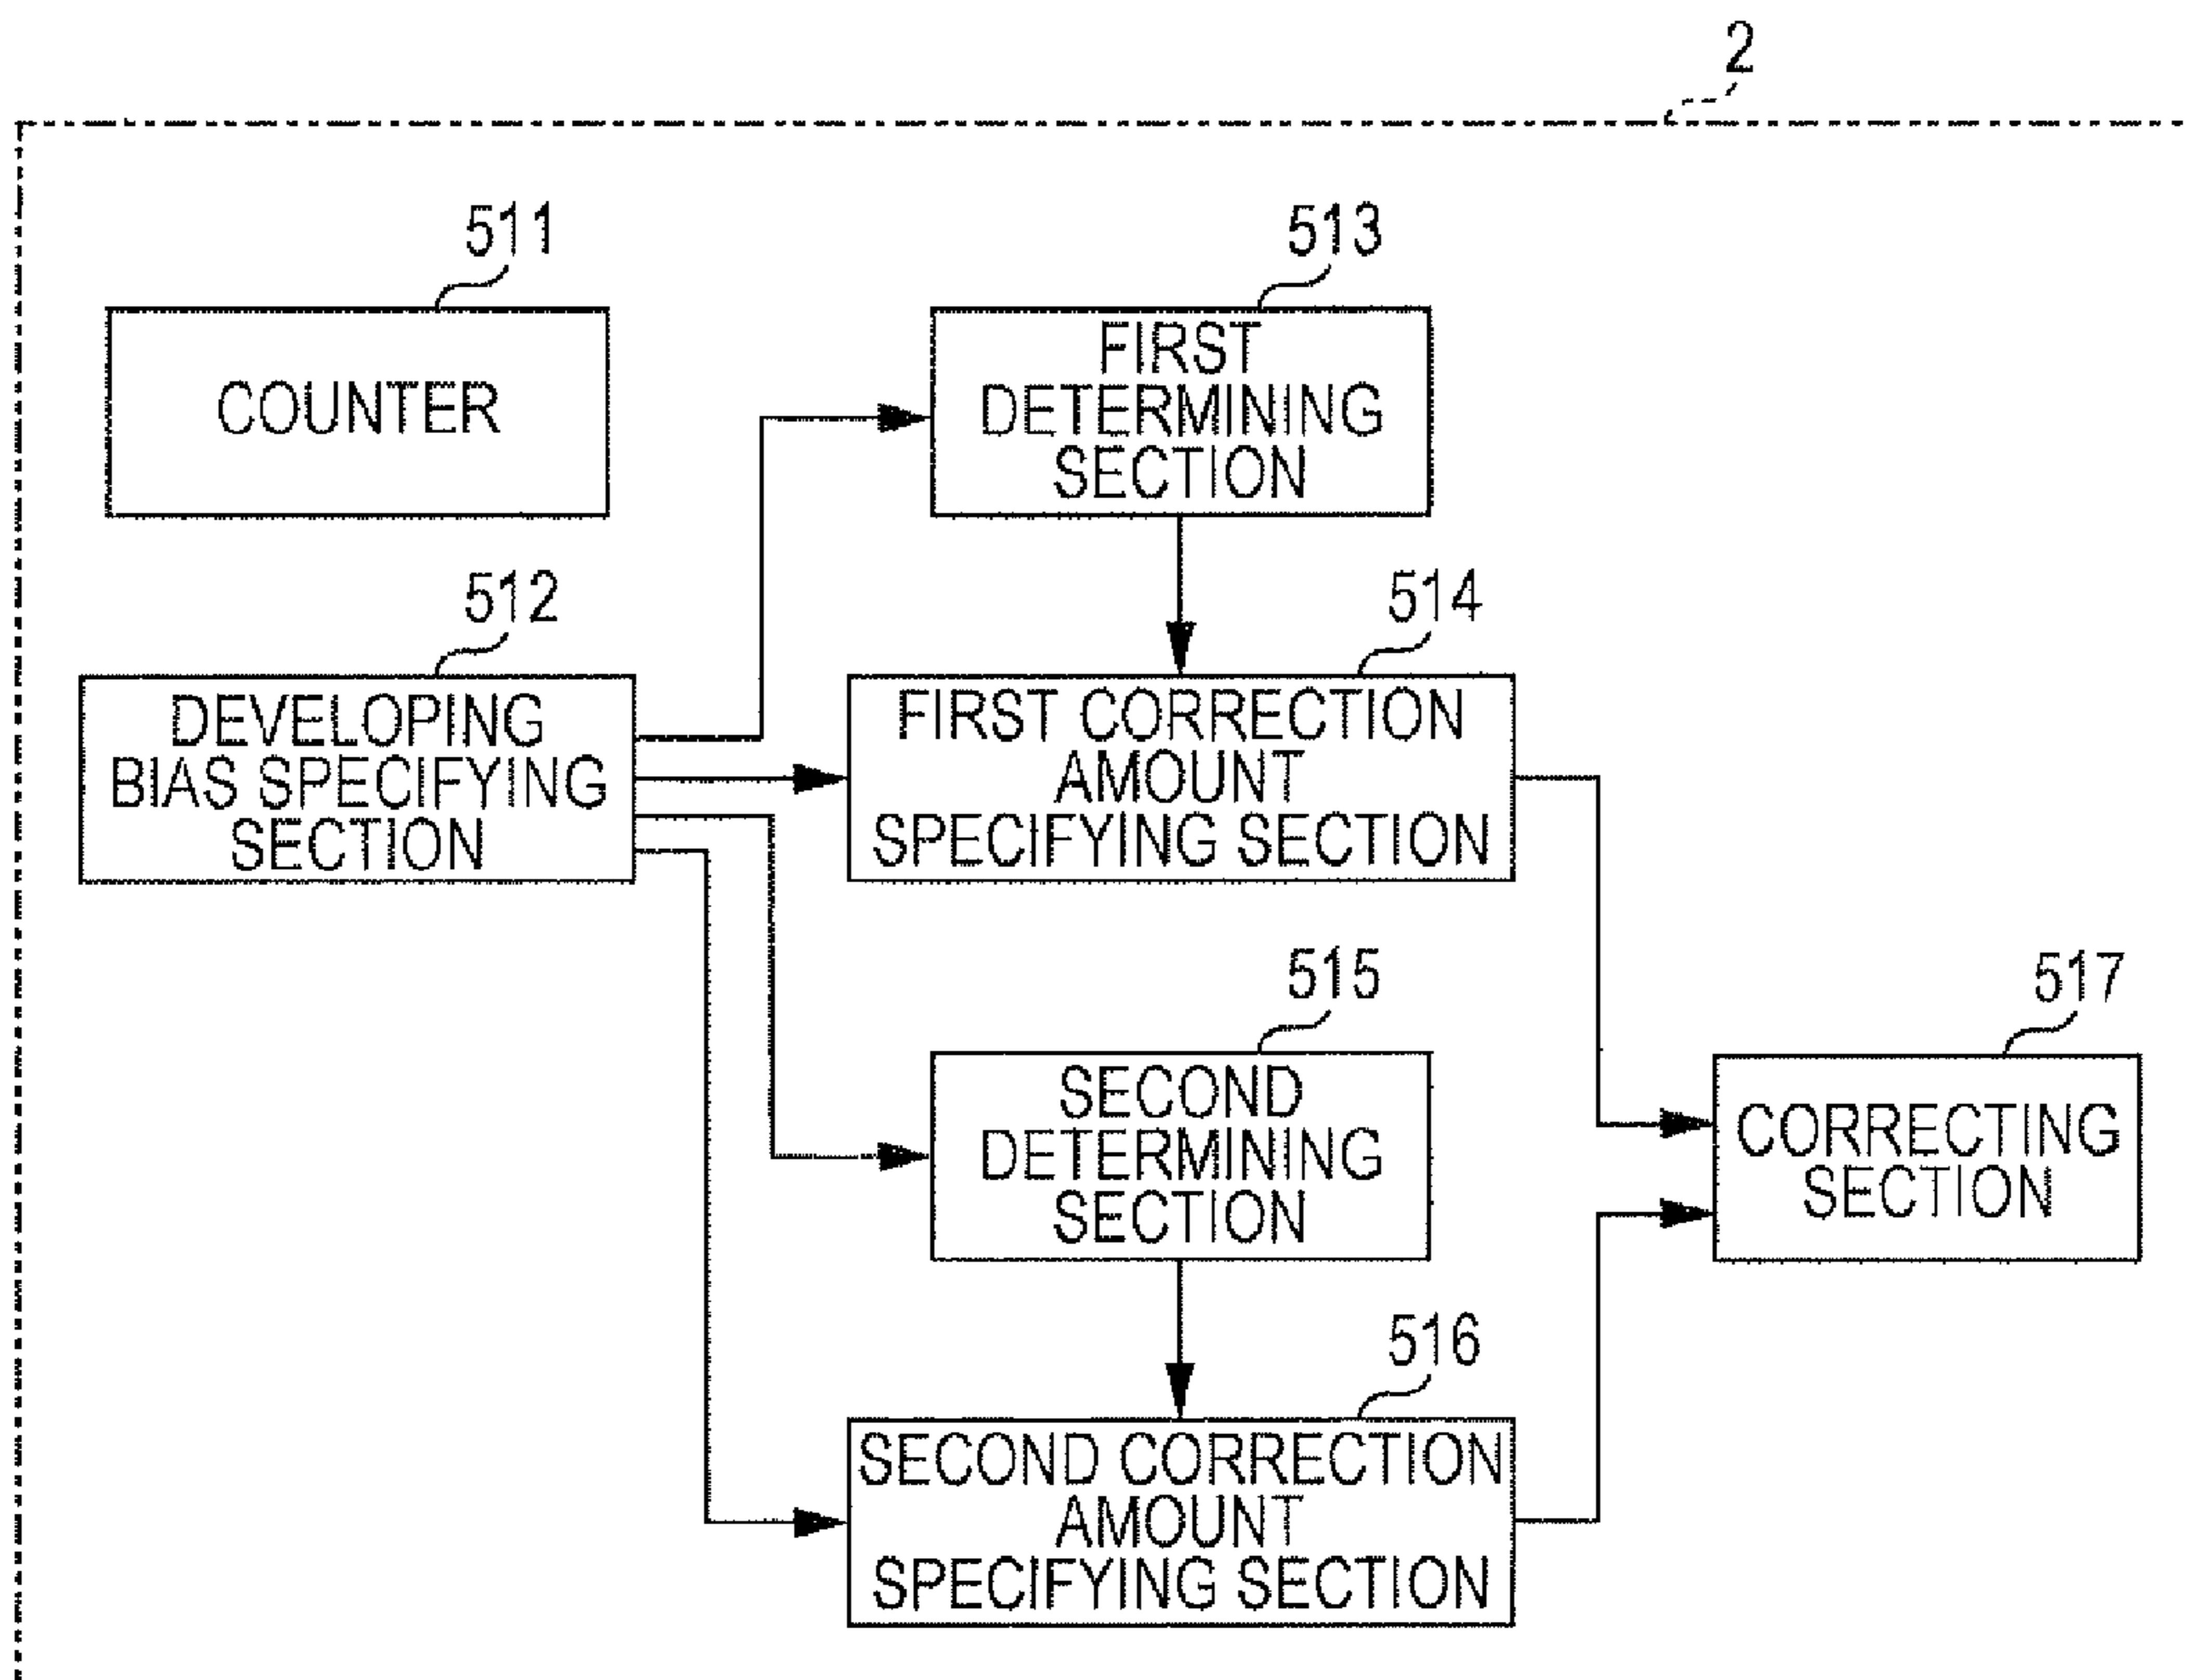 2
511
COUNTER
513
FIRST
DETERMINING
SECTION
512
DEVELOPING
BIAS SPECIFYING
SECTION
514
FIRST CORRECTION
AMOUNT
SPECIFYING SECTION
515
SECOND
DETERMINING
SECTION
517
CORRECTING
SECTION
516
SECOND CORRECTION
AMOUNT
SPECIFYING SECTION